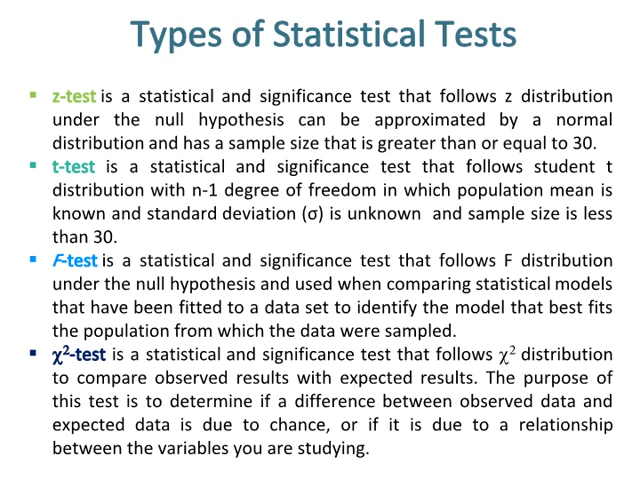 Types of Statistical Tests
▪ z-test is a statistical and significance test that follows z distribution
under the null hypothesis can be approximated by a normal
distribution and has a sample size that is greater than or equal to 30.
▪ t-test is a statistical and significance test that follows student t
distribution with n-1 degree of freedom in which population mean is
known and standard deviation (σ) is unknown and sample size is less
than 30.
▪ F-test is a statistical and significance test that follows F distribution
under the null hypothesis and used when comparing statistical models
that have been fitted to a data set to identify the model that best fits
the population from which the data were sampled.
▪ χ²-test is a statistical and significance test that follows χ² distribution
to compare observed results with expected results. The purpose of
this test is to determine if a difference between observed data and
expected data is due to chance, or if it is due to a relationship
between the variables you are studying.